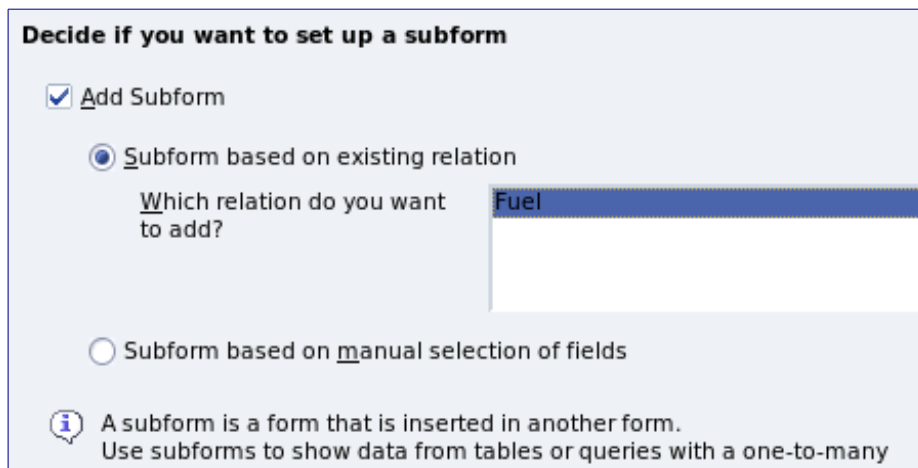 Decide if you want to set up a subform
Add Subform
Subform based on existing relation
Which relation do you want
to add?
Fuel
Subform based on manual selection of fields
A subform is a form that is inserted in another form.
Use subforms to show data from tables or queries with a one-to-many